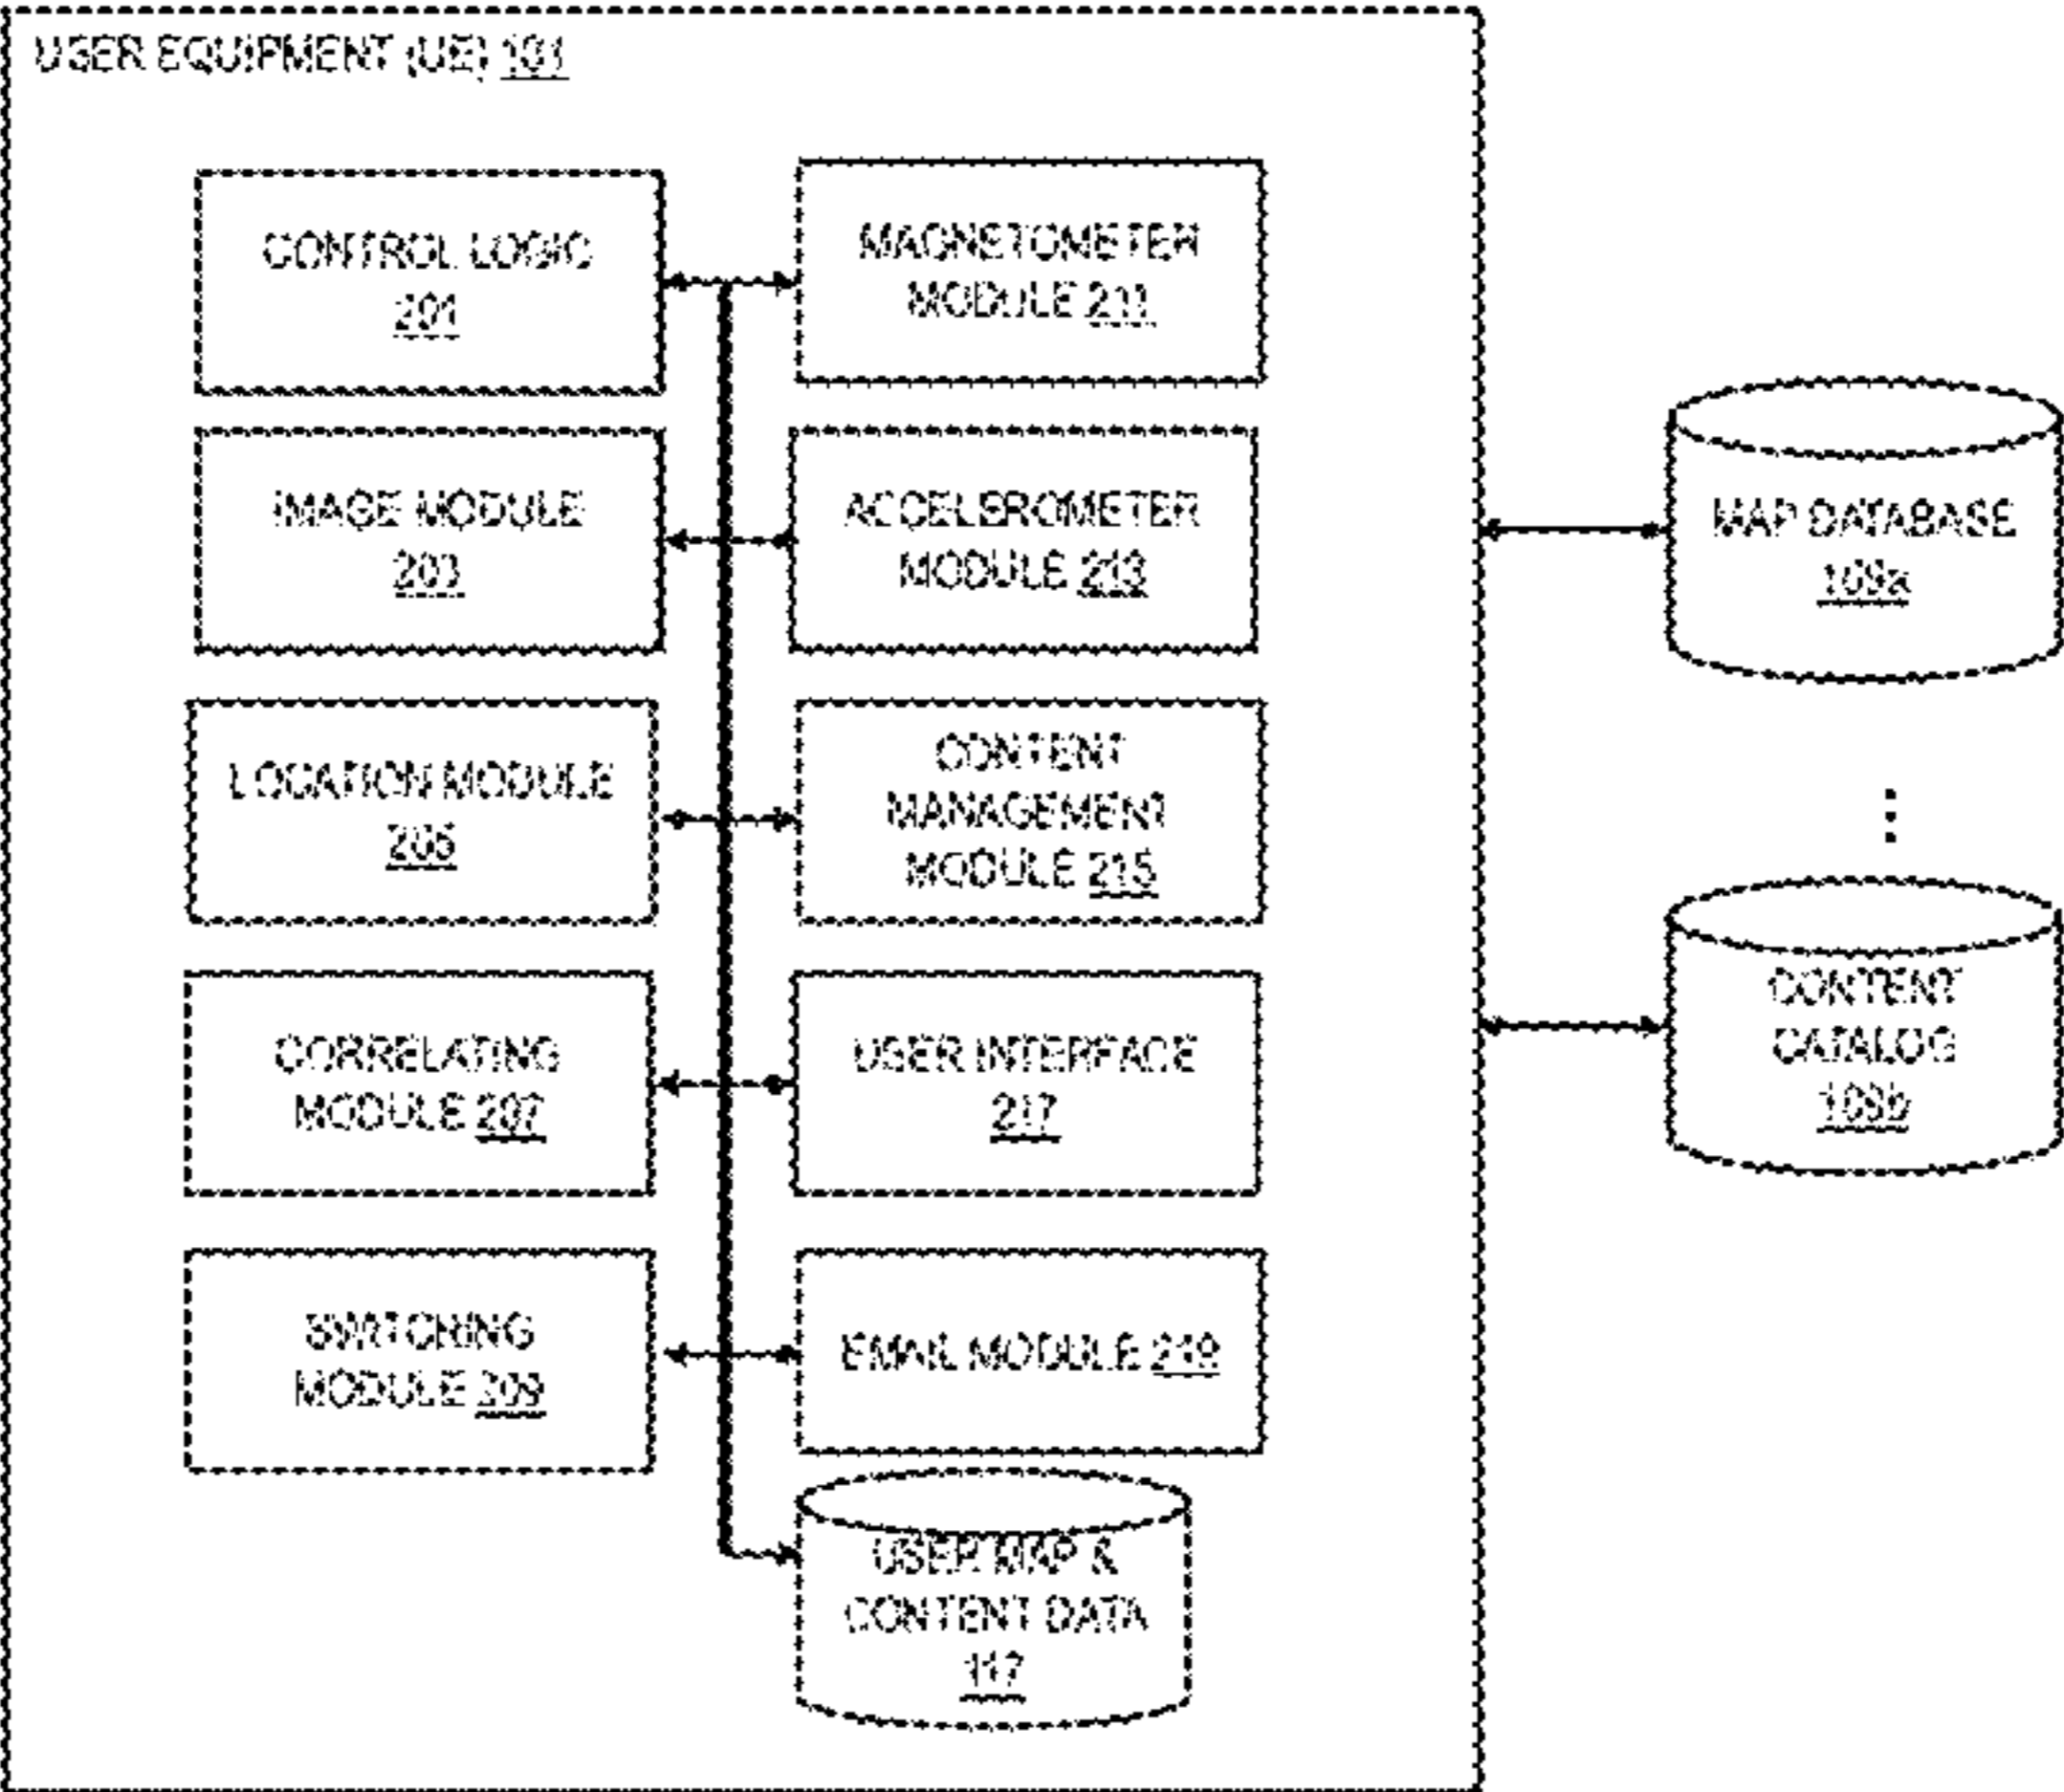 USER EQUIPMENT (UE) 101
CONTROL LOGIC
201
MAGNETOMETER
MODULE 211
IMAGE MODULE
203
ACCELEROMETER
MODULE 213
LOCATION MODULE
205
CONTENT
MANAGEMENT
MODULE 215
CORRELATING
MODULE 207
USER INTERFACE
217
SWITCHING
MODULE 209
EMAIL MODULE 219
USER MAP &
CONTENT DATA
117
MAP DATABASE
109a
CONTENT
CATALOG
109b